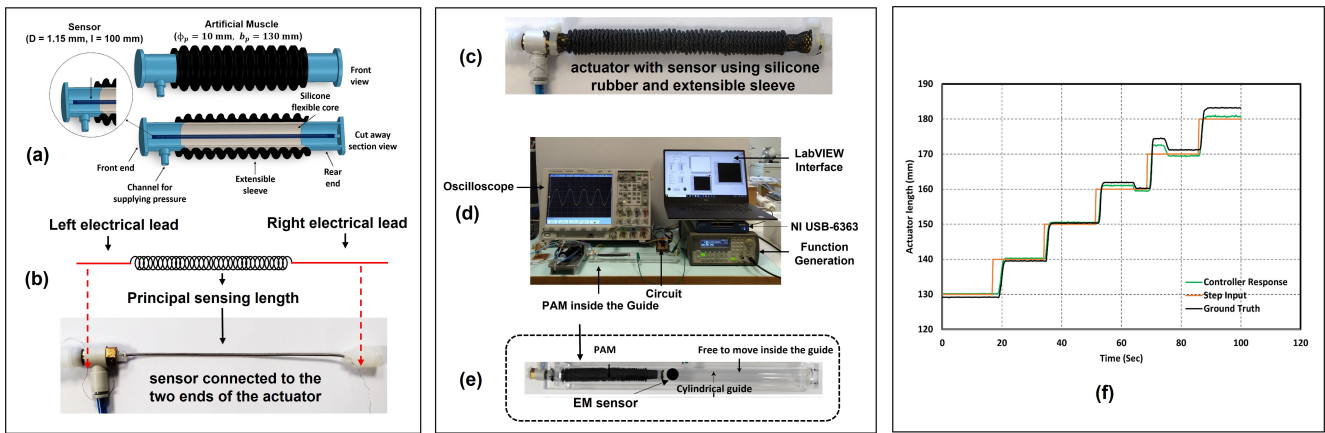 Sensor
(D = 1.15 mm, l = 100 mm)
Artificial Muscle
(ϕₚ = 10 mm, bₚ = 130 mm)
Front
view
Silicone
flexible core
Cut away
section view
(a)
Front end
Channel for
supplying pressure
Extensible
sleeve
Rear
end
Left electrical lead
Right electrical lead
(b)
Principal sensing length
sensor connected to the
two ends of the actuator
(c)
actuator with sensor using silicone
rubber and extensible sleeve
Oscilloscope
LabVIEW
Interface
(d)
NI USB-6363
Function
Generation
Circuit
PAM inside the Guide
PAM
Free to move inside the guide
(e)
EM sensor
Cylindrical guide
Actuator length (mm)
190
180
170
160
150
140
130
120
0
20
40
60
80
100
120
Time (Sec)
Controller Response
Step Input
Ground Truth
(f)